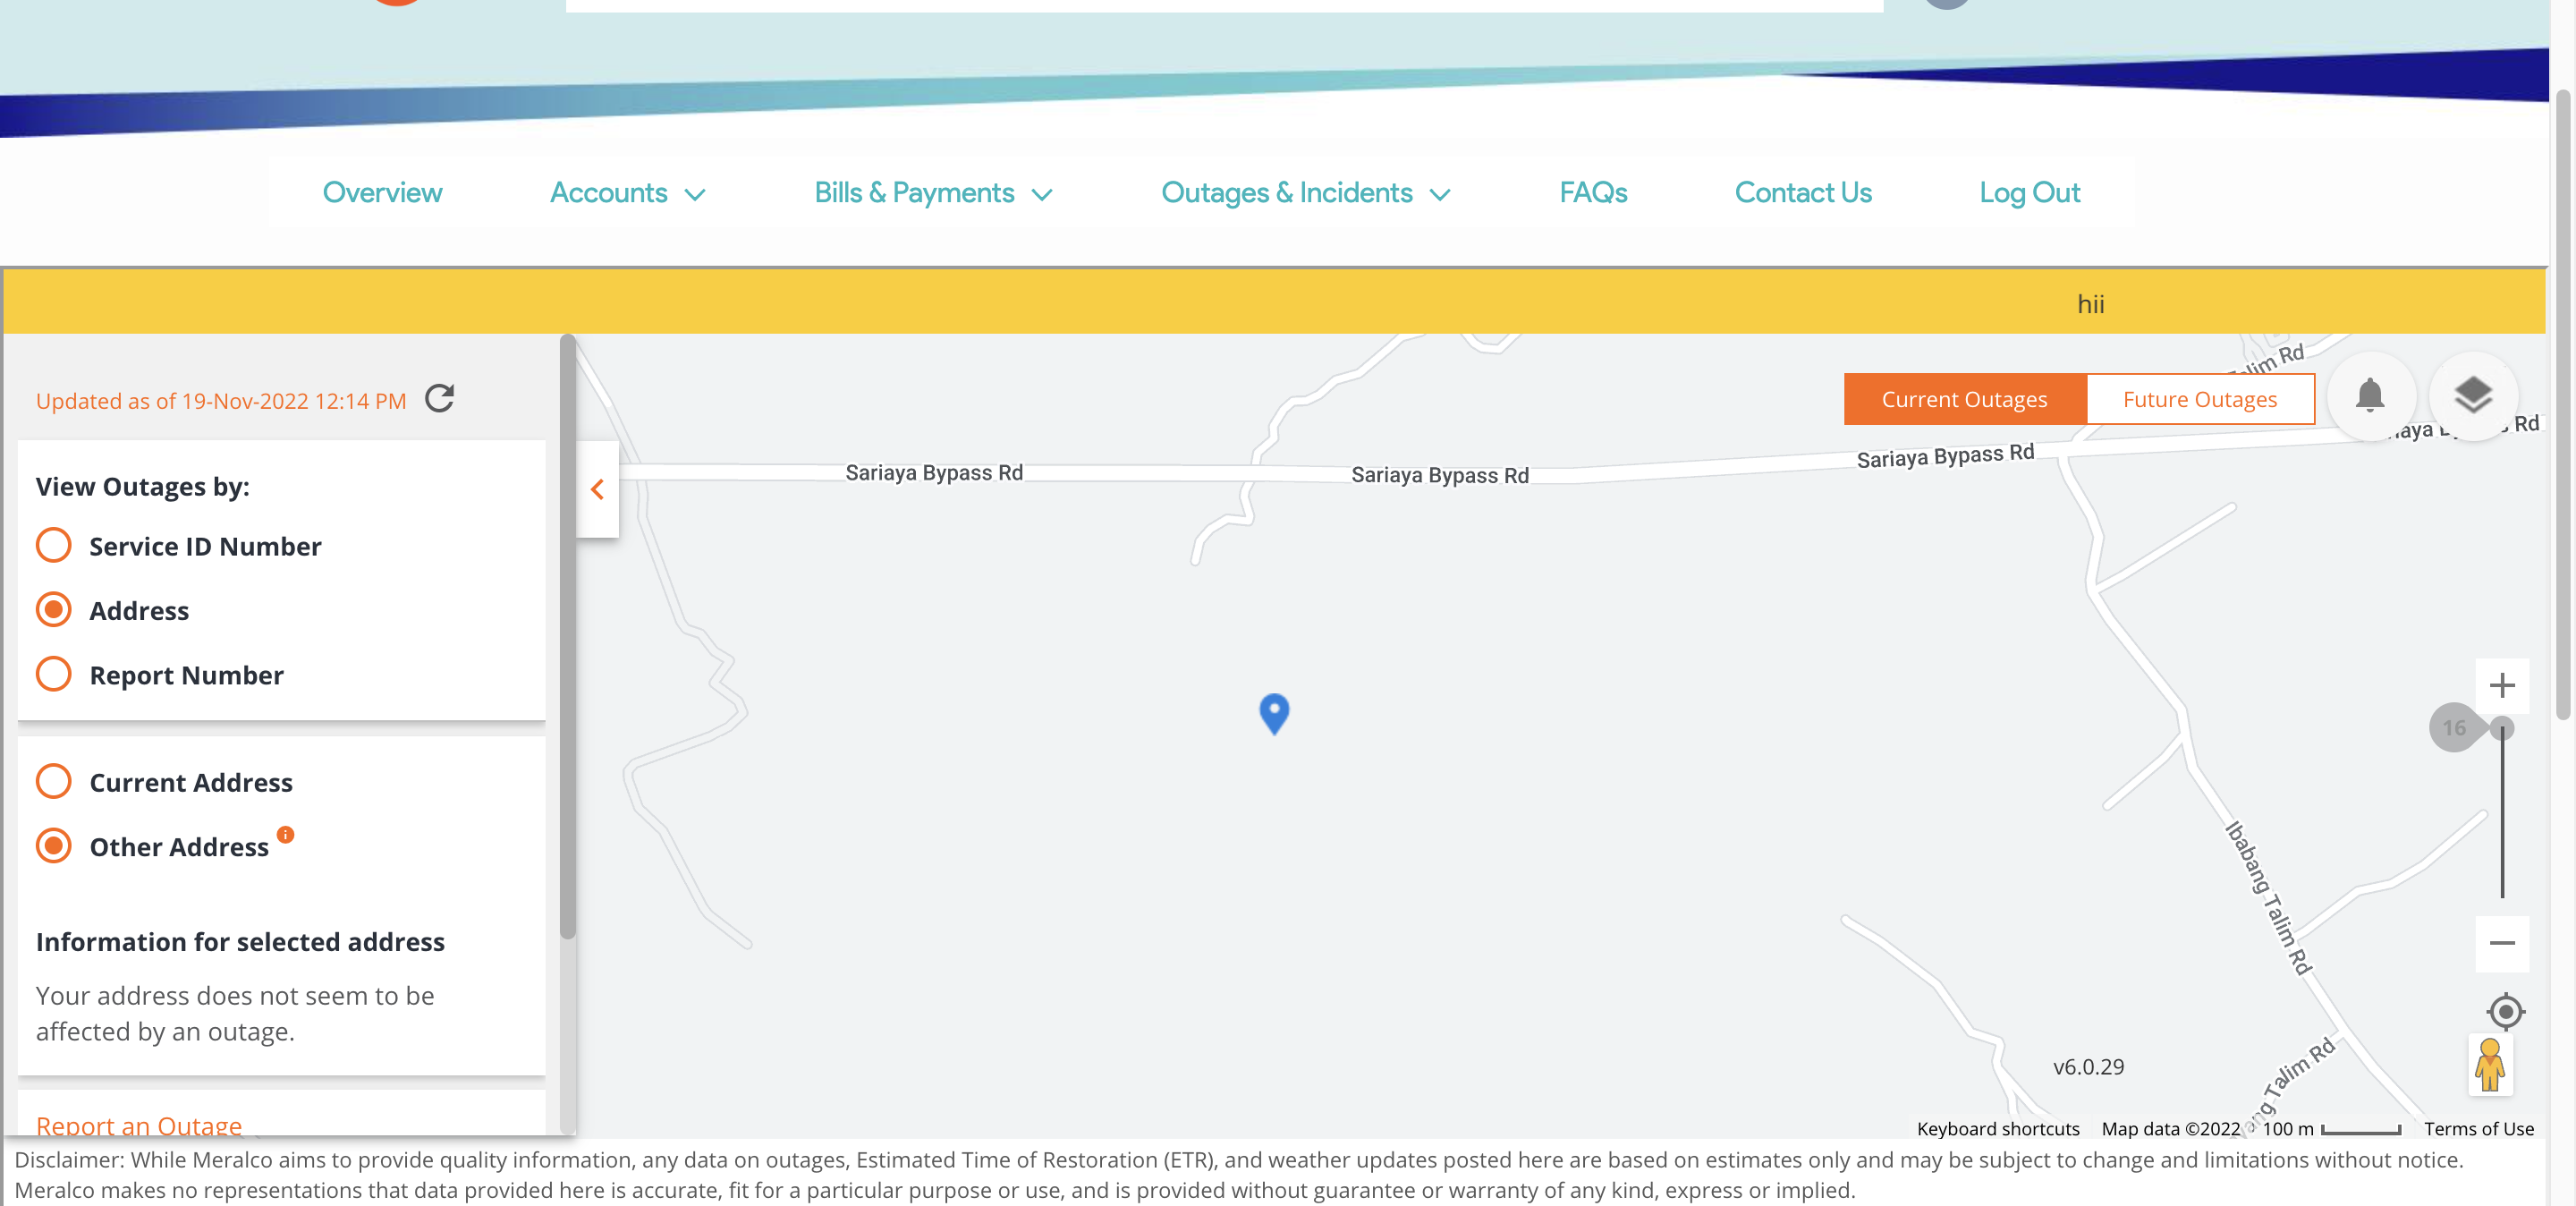 Overview Accounts Bills & Payments Outages & Incidents FAQs Contact Us Log Out
hii
Updated as of 19-Nov-2022 12:14 PM
View Outages by:
Service ID Number
Address
Report Number
Current Address
Other Address
Information for selected address
Your address does not seem to be
affected by an outage.
Report an Outage
Current Outages Future Outages
Sariaya Bypass Rd
Sariaya Bypass Rd
Sariaya Bypass Rd
Rd
16
Ibabang Talim Rd
Talim Rd
v6.0.29
Keyboard shortcuts Map data ©2022 100 m Terms of Use
Disclaimer: While Meralco aims to provide quality information, any data on outages, Estimated Time of Restoration (ETR), and weather updates posted here are based on estimates only and may be subject to change and limitations without notice.
Meralco makes no representations that data provided here is accurate, fit for a particular purpose or use, and is provided without guarantee or warranty of any kind, express or implied.